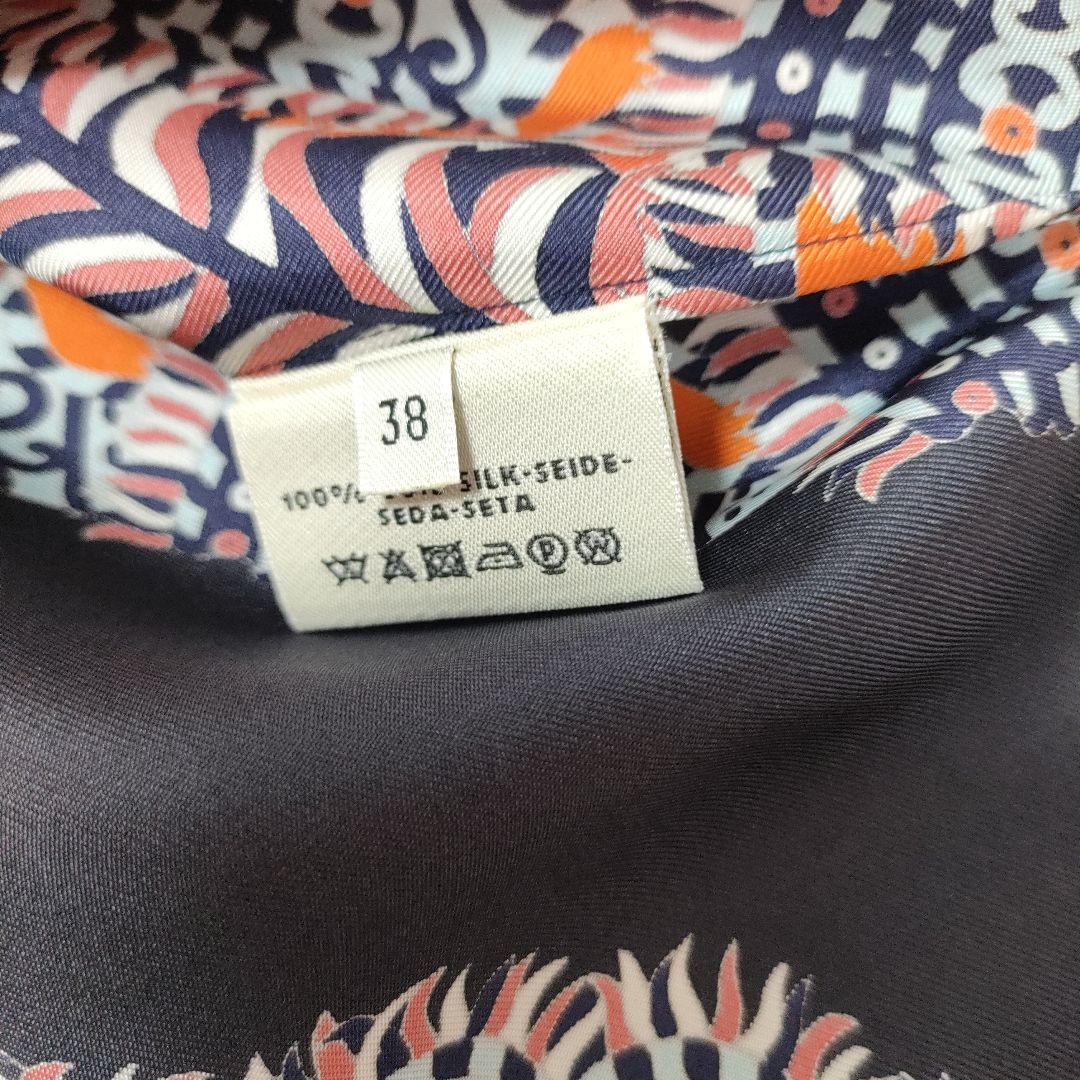 38
100% SILK-SEIDE-
SEDA-SETA
P W